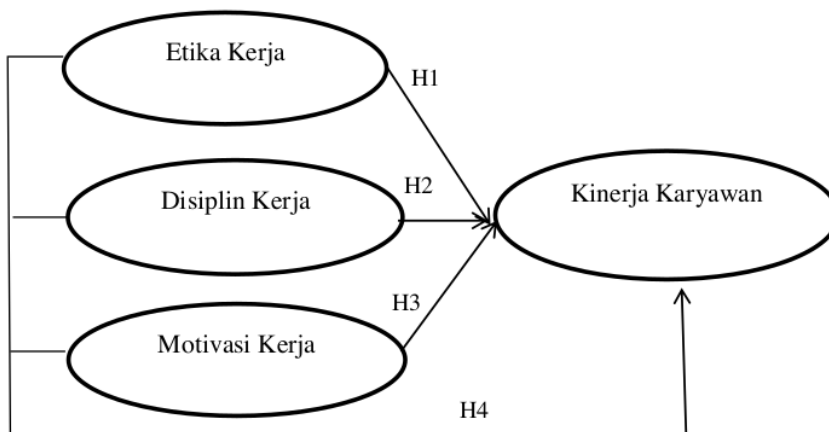 Etika Kerja
H1
Disiplin Kerja
H2
Kinerja Karyawan
H3
Motivasi Kerja
H4